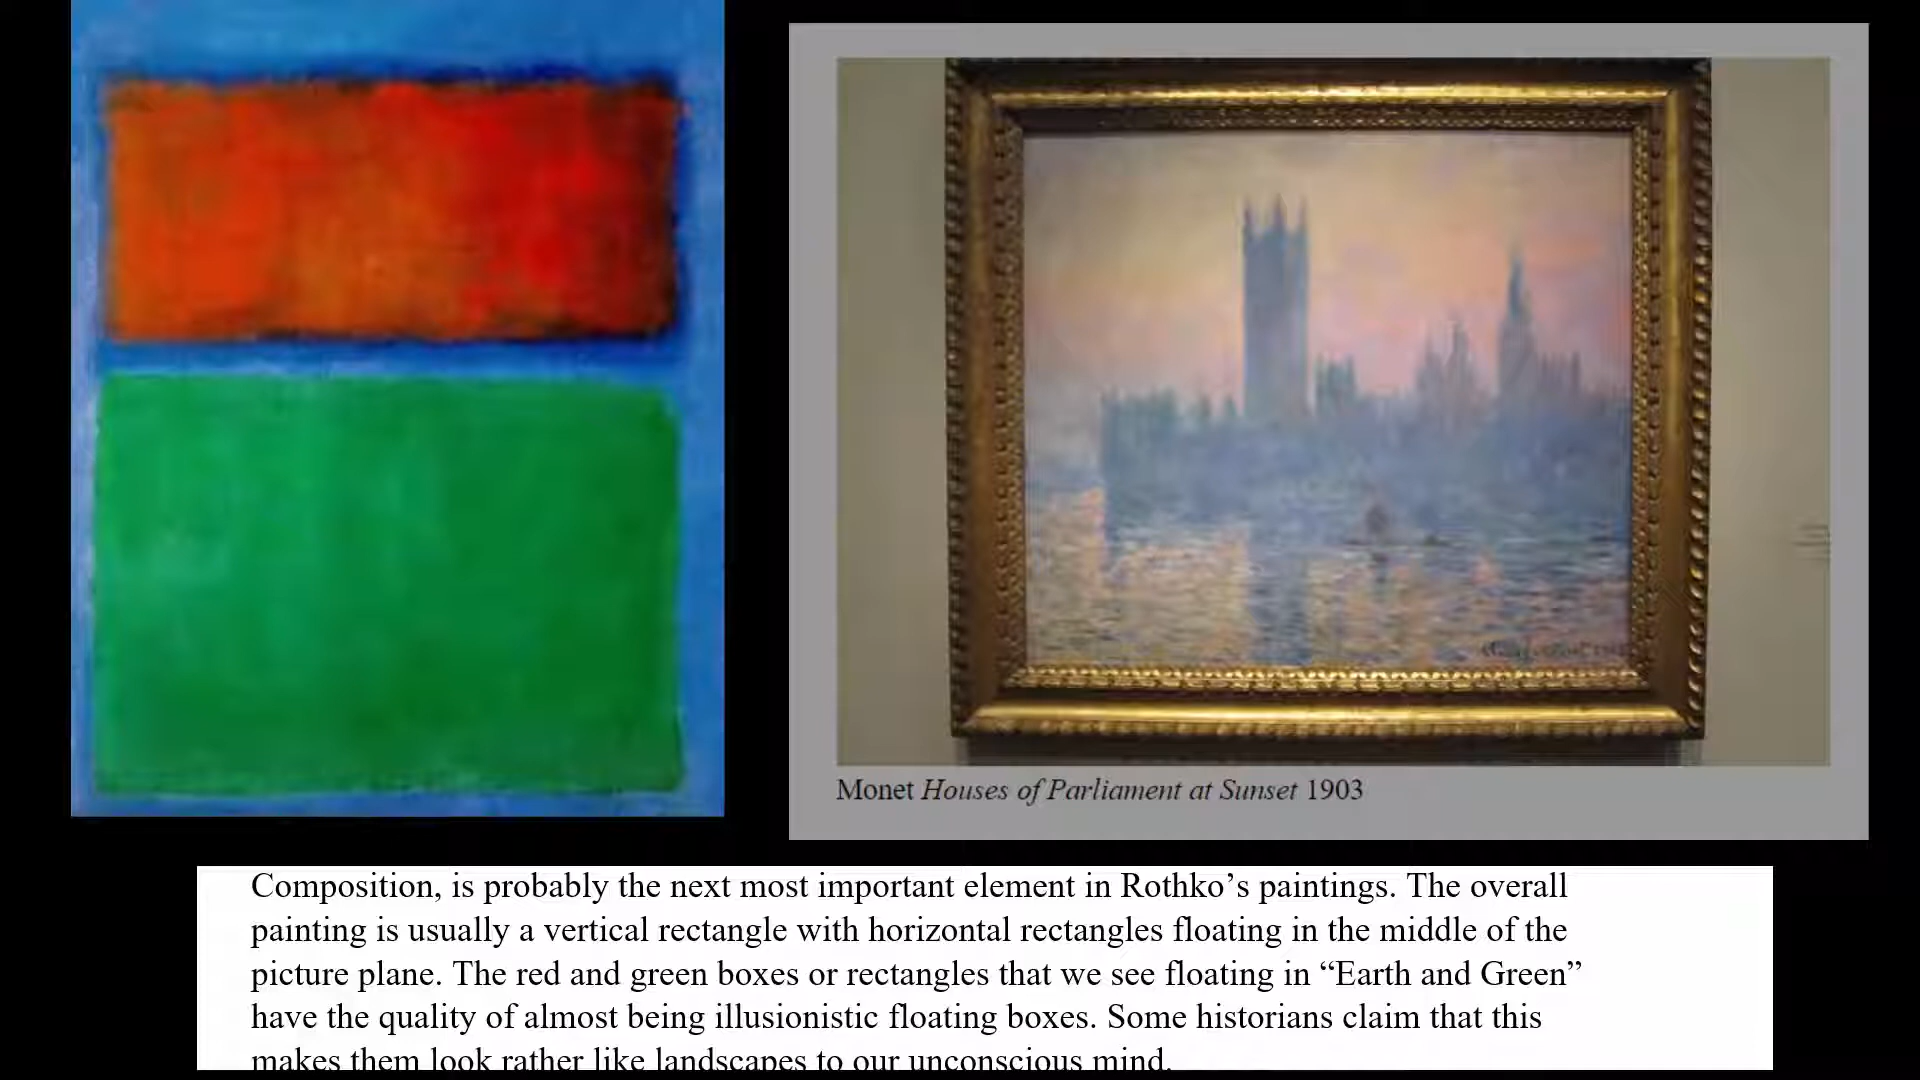 Monet Houses of Parliament at Sunset 1903
Composition, is probably the next most important element in Rothko’s paintings. The overall
painting is usually a vertical rectangle with horizontal rectangles floating in the middle of the
picture plane. The red and green boxes or rectangles that we see floating in “Earth and Green”
have the quality of almost being illusionistic floating boxes. Some historians claim that this
makes them look rather like landscapes to our unconscious mind.